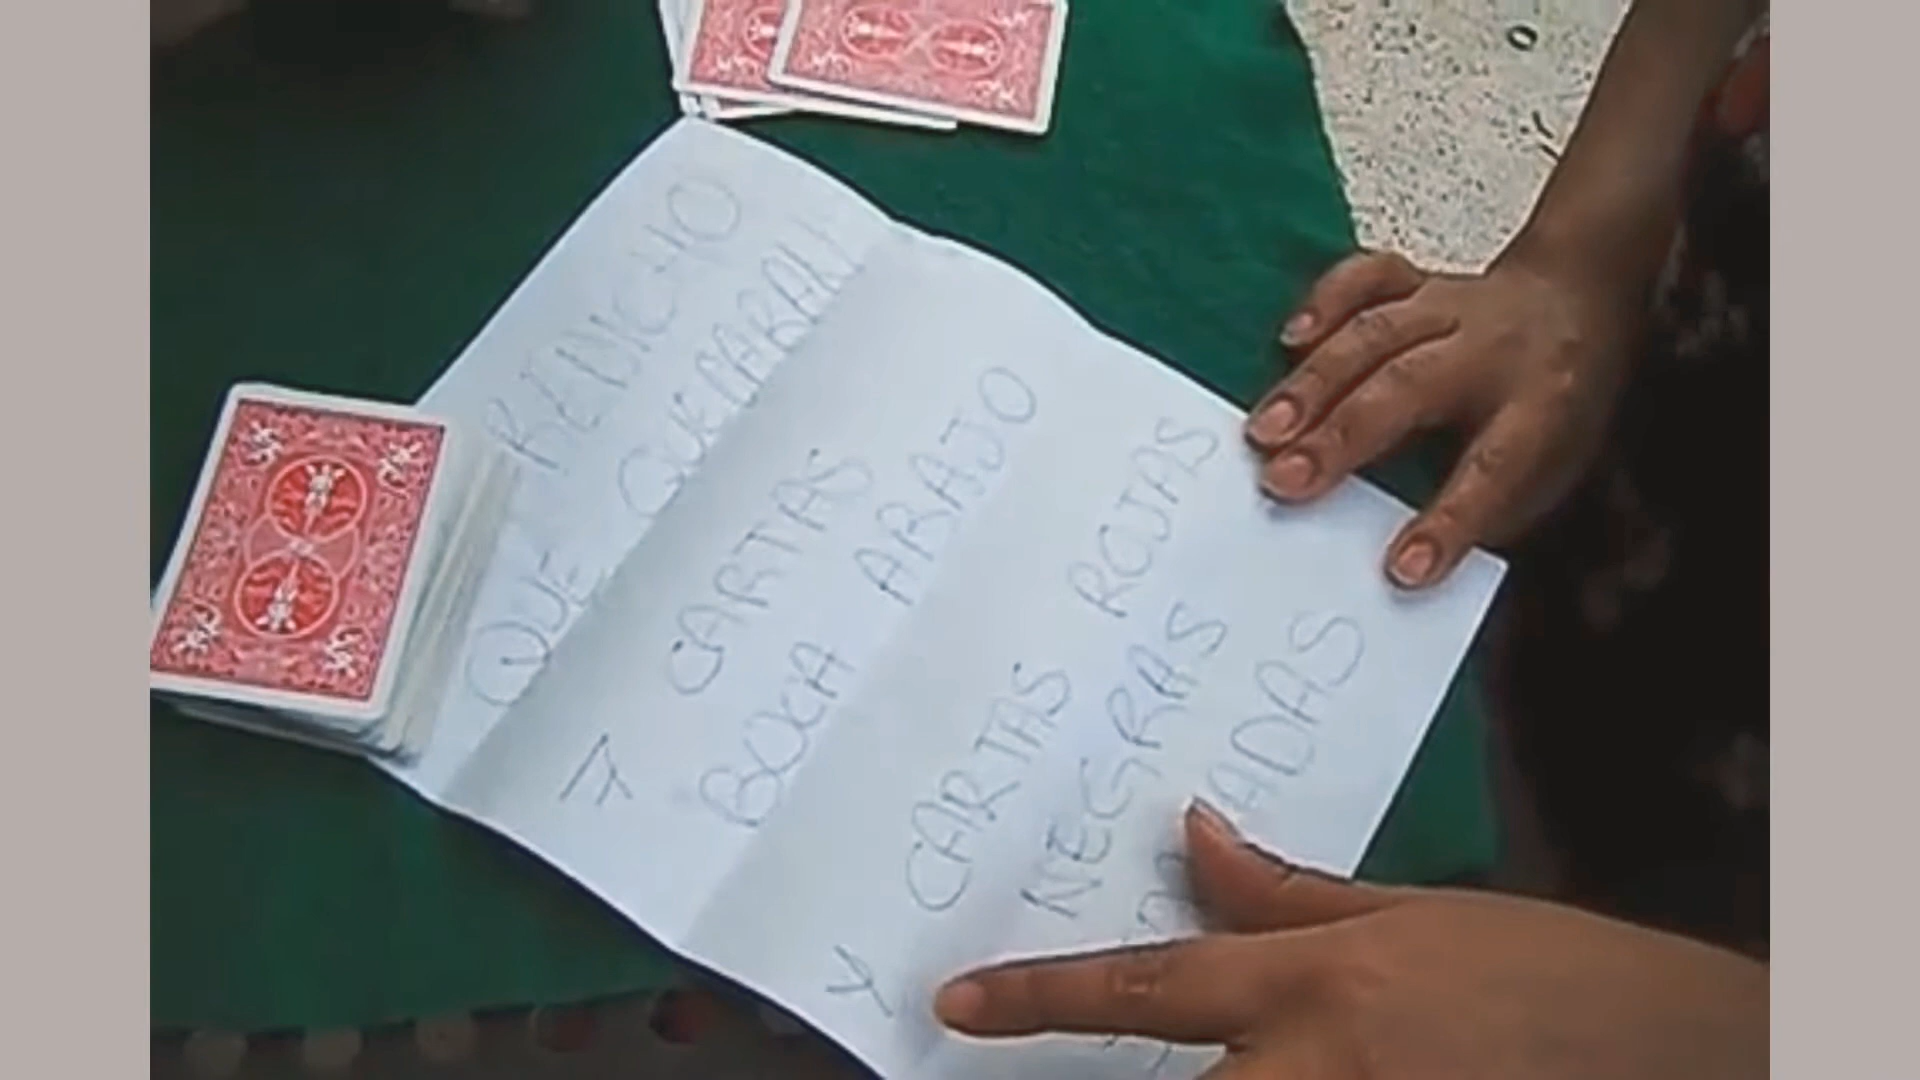 QUE QUEDARAN
7 CARTAS
BOCA ABAJO
Y CARTAS ROJAS
NEGRAS